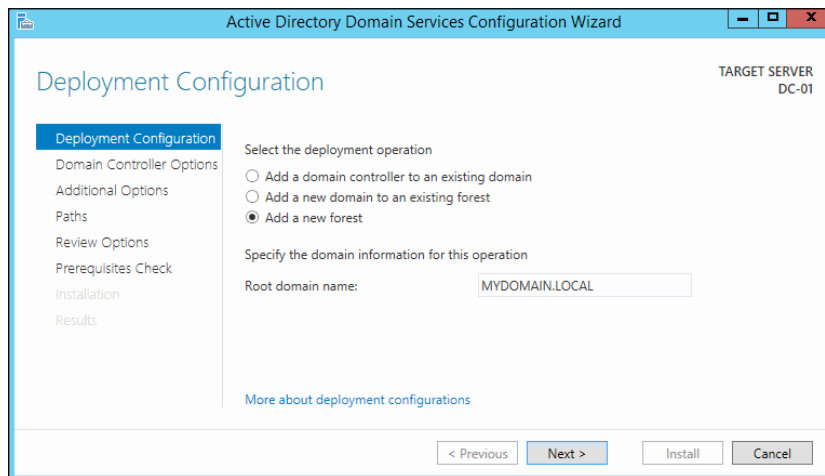 Active Directory Domain Services Configuration Wizard
Deployment Configuration
TARGET SERVER
DC-01
Deployment Configuration
Domain Controller Options
Additional Options
Paths
Review Options
Prerequisites Check
Installation
Results
Select the deployment operation
Add a domain controller to an existing domain
Add a new domain to an existing forest
Add a new forest
Specify the domain information for this operation
Root domain name: MYDOMAIN.LOCAL
More about deployment configurations
< Previous Next > Install Cancel